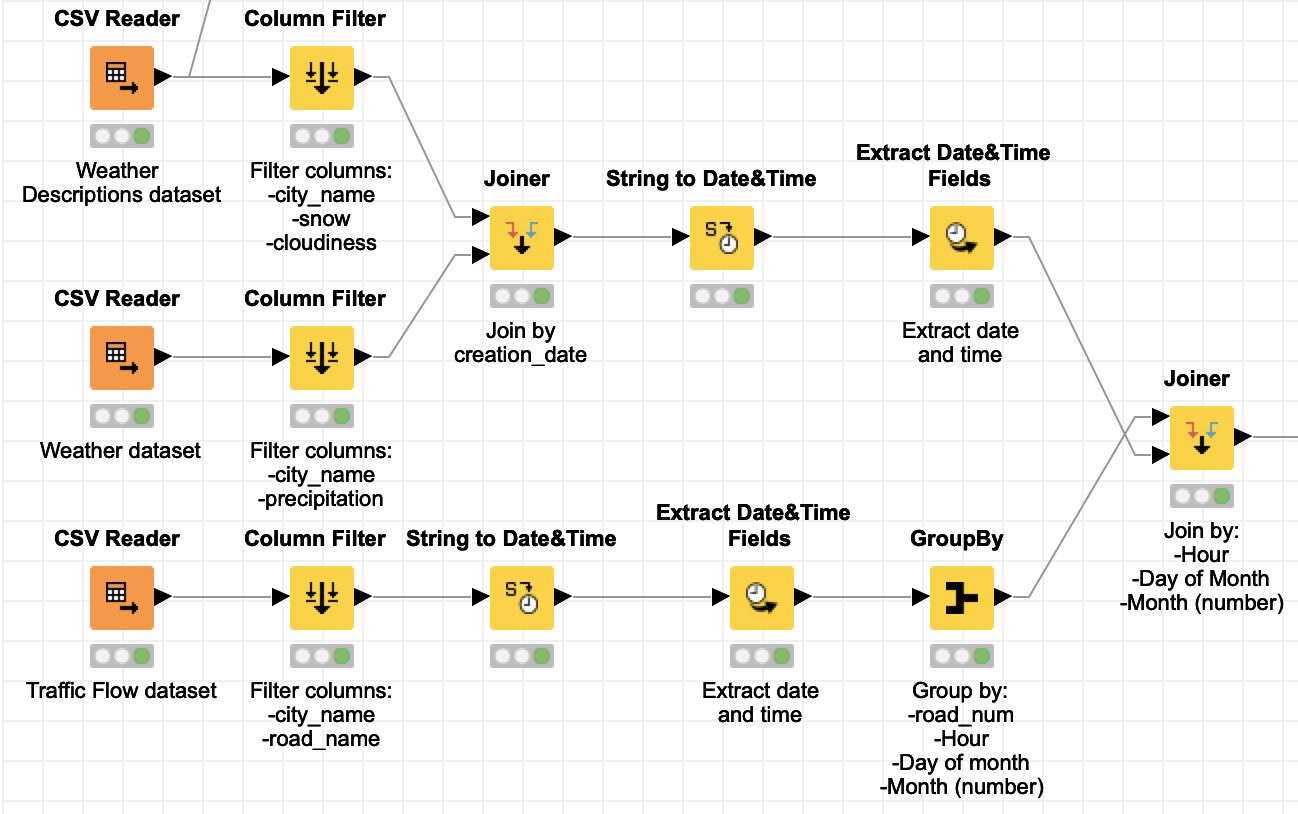 CSV Reader
Column Filter
Weather
Descriptions dataset
Filter columns:
-city_name
-snow
-cloudiness
Joiner
Join by
creation_date
String to Date&Time
S
Extract Date&Time
Fields
Extract date
and time
CSV Reader
Column Filter
Weather dataset
Filter columns:
-city_name
-precipitation
Joiner
Join by:
-Hour
-Day of Month
-Month (number)
CSV Reader
Column Filter
String to Date&Time
S
Extract Date&Time
Fields
GroupBy
Traffic Flow dataset
Filter columns:
-city_name
-road_name
Extract date
and time
Group by:
-road_num
-Hour
-Day of month
-Month (number)